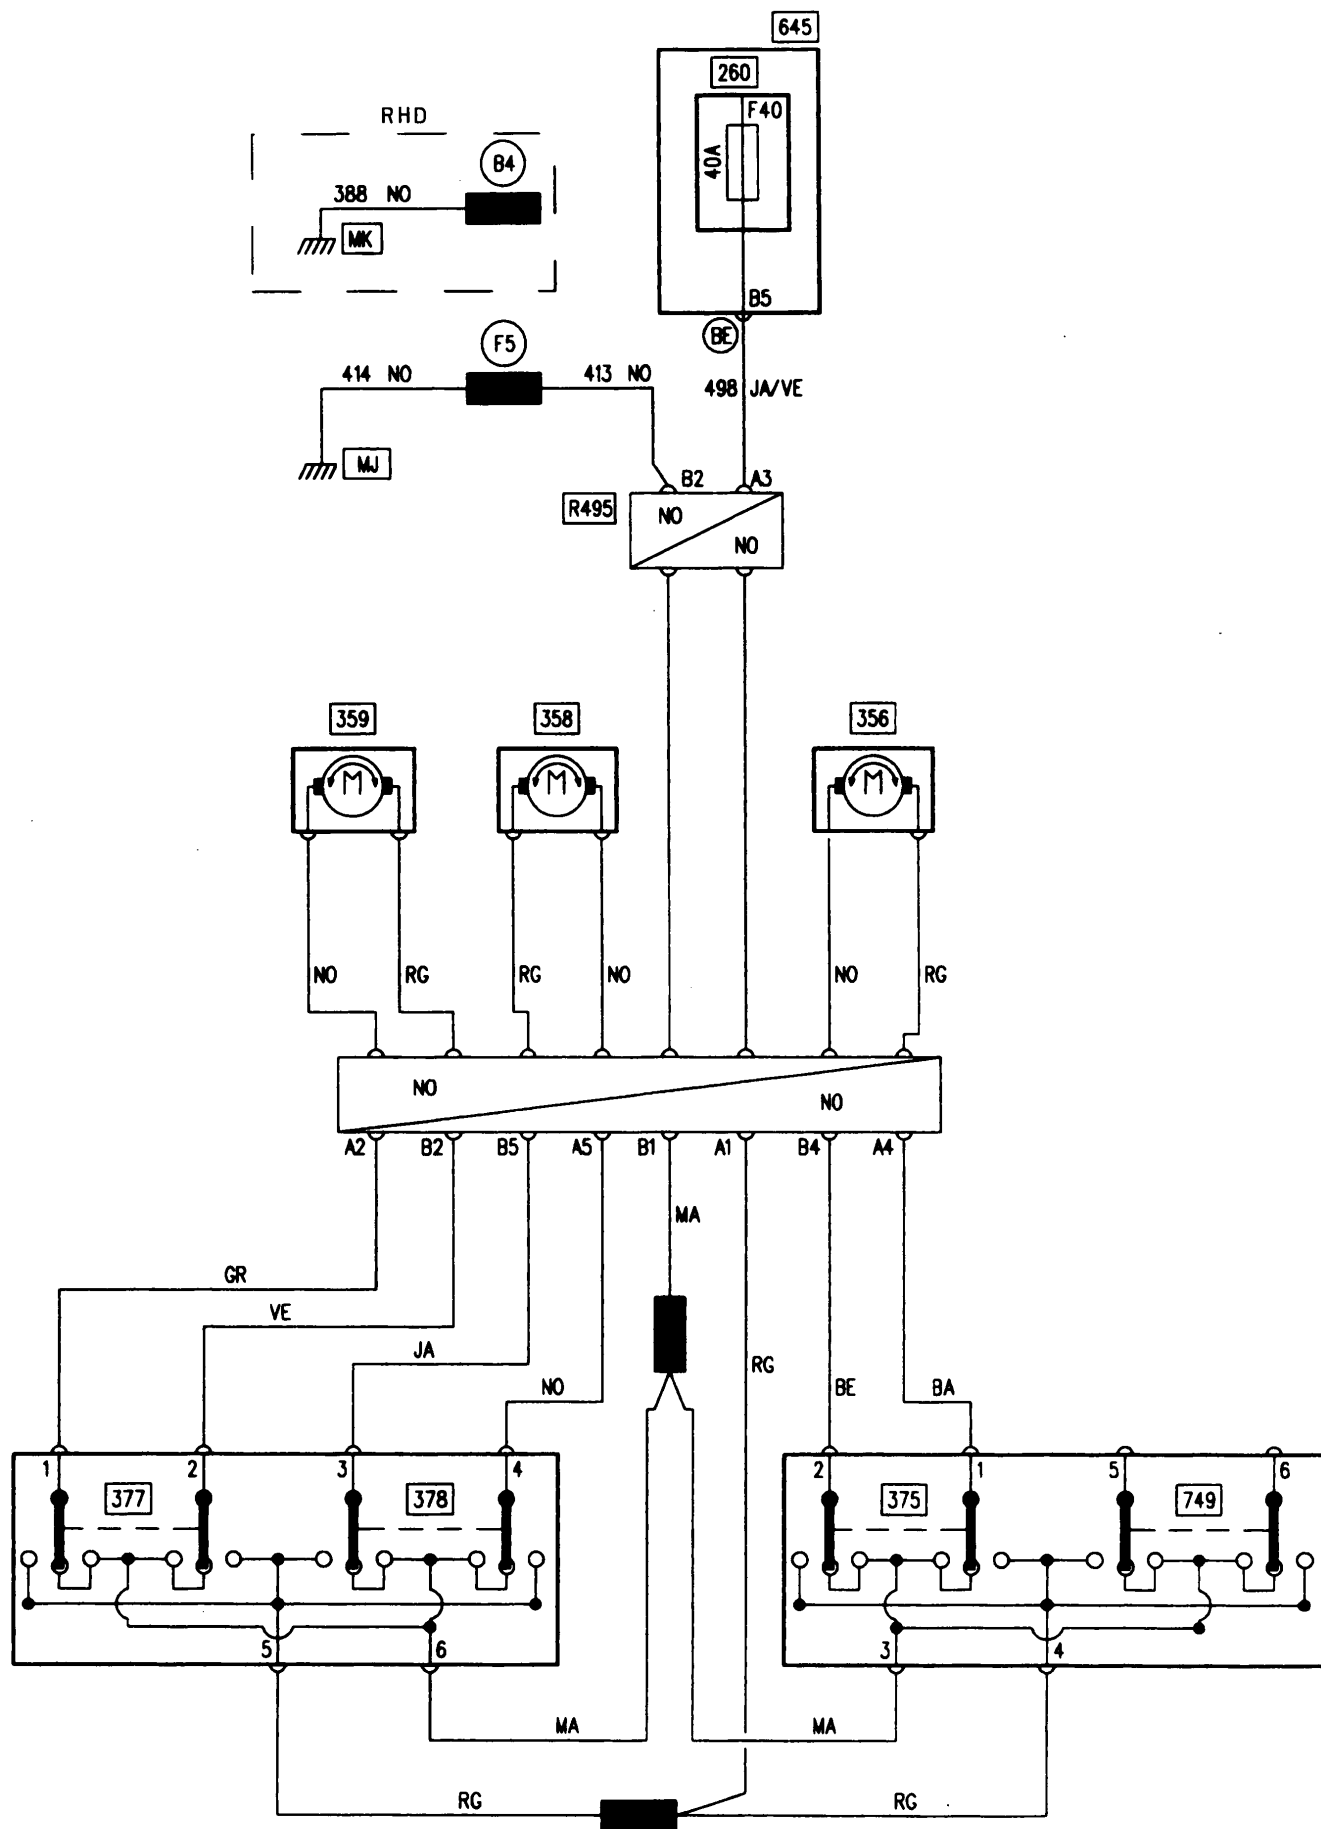 645
260
RHD
F40
40A
B4
388 NO
MK
B5
F5
BE
414 NO
413 NO
498 JA/VE
MJ
B2
A3
R495
NO
NO
359
358
356
M
M
M
NO
RG
RG
NO
NO
RG
NO
NO
A2
B2
B5
A5
B1
A1
B4
A4
MA
GR
VE
JA
RG
NO
BE
BA
1
2
3
4
2
1
5
6
377
378
375
749
5
6
3
4
MA
MA
RG
RG